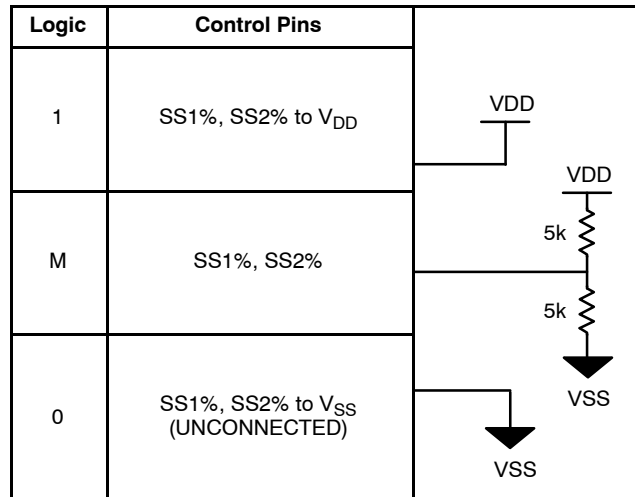 Logic
Control Pins
1
SS1%, SS2% to VDD
VDD
VDD
5k
M
SS1%, SS2%
5k
VSS
0
SS1%, SS2% to VSS
(UNCONNECTED)
VSS